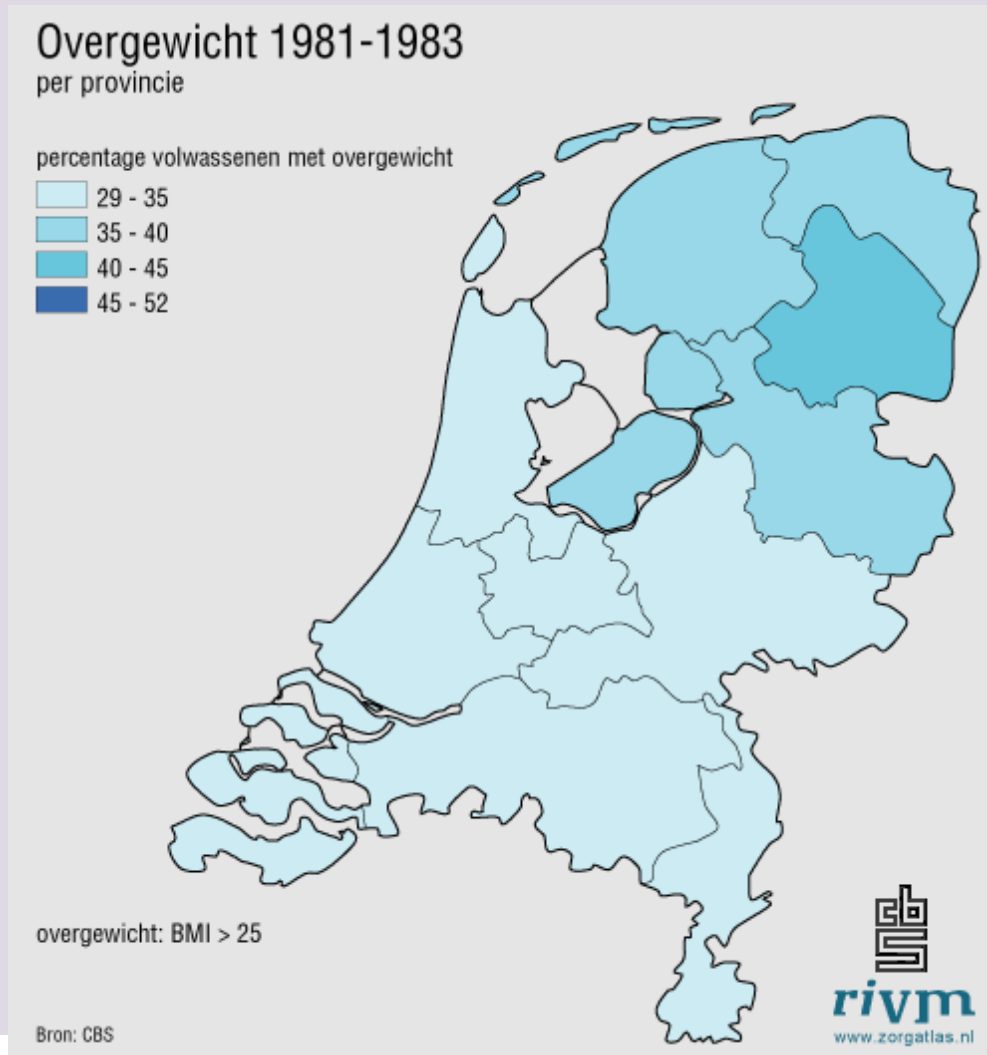 Overgewicht 1981-1983
per provincie
percentage volwassenen met overgewicht
29 - 35
35 - 40
40 - 45
45 - 52
overgewicht: BMI > 25
Bron: CBS
cbs
rivm
www.zorgatlas.nl